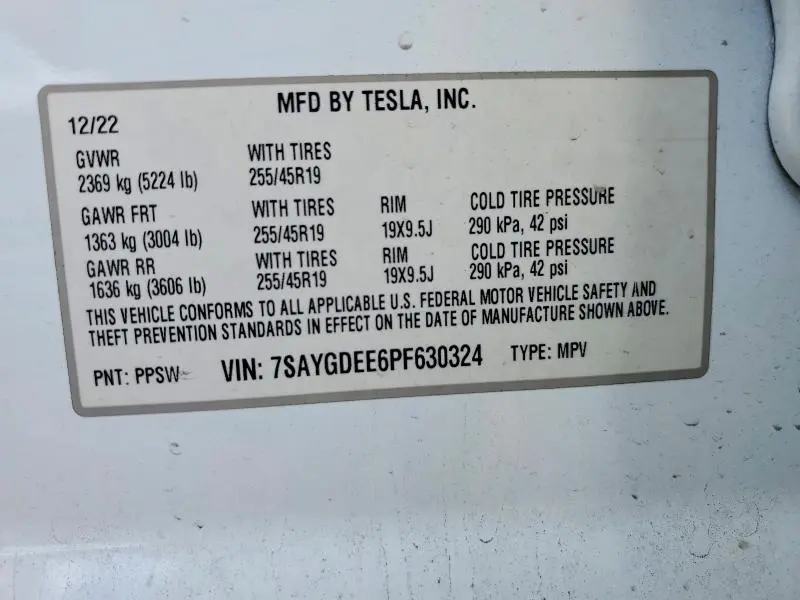 MFD BY TESLA, INC.
12/22
GVWR WITH TIRES
2369 kg (5224 lb) 255/45R19
GAWR FRT WITH TIRES RIM COLD TIRE PRESSURE
1363 kg (3004 lb) 255/45R19 19X9.5J 290 kPa, 42 psi
GAWR RR WITH TIRES RIM COLD TIRE PRESSURE
1636 kg (3606 lb) 255/45R19 19X9.5J 290 kPa, 42 psi
THIS VEHICLE CONFORMS TO ALL APPLICABLE U.S. FEDERAL MOTOR VEHICLE SAFETY AND
THEFT PREVENTION STANDARDS IN EFFECT ON THE DATE OF MANUFACTURE SHOWN ABOVE.
PNT: PPSW VIN: 7SAYGDEE6PF630324 TYPE: MPV